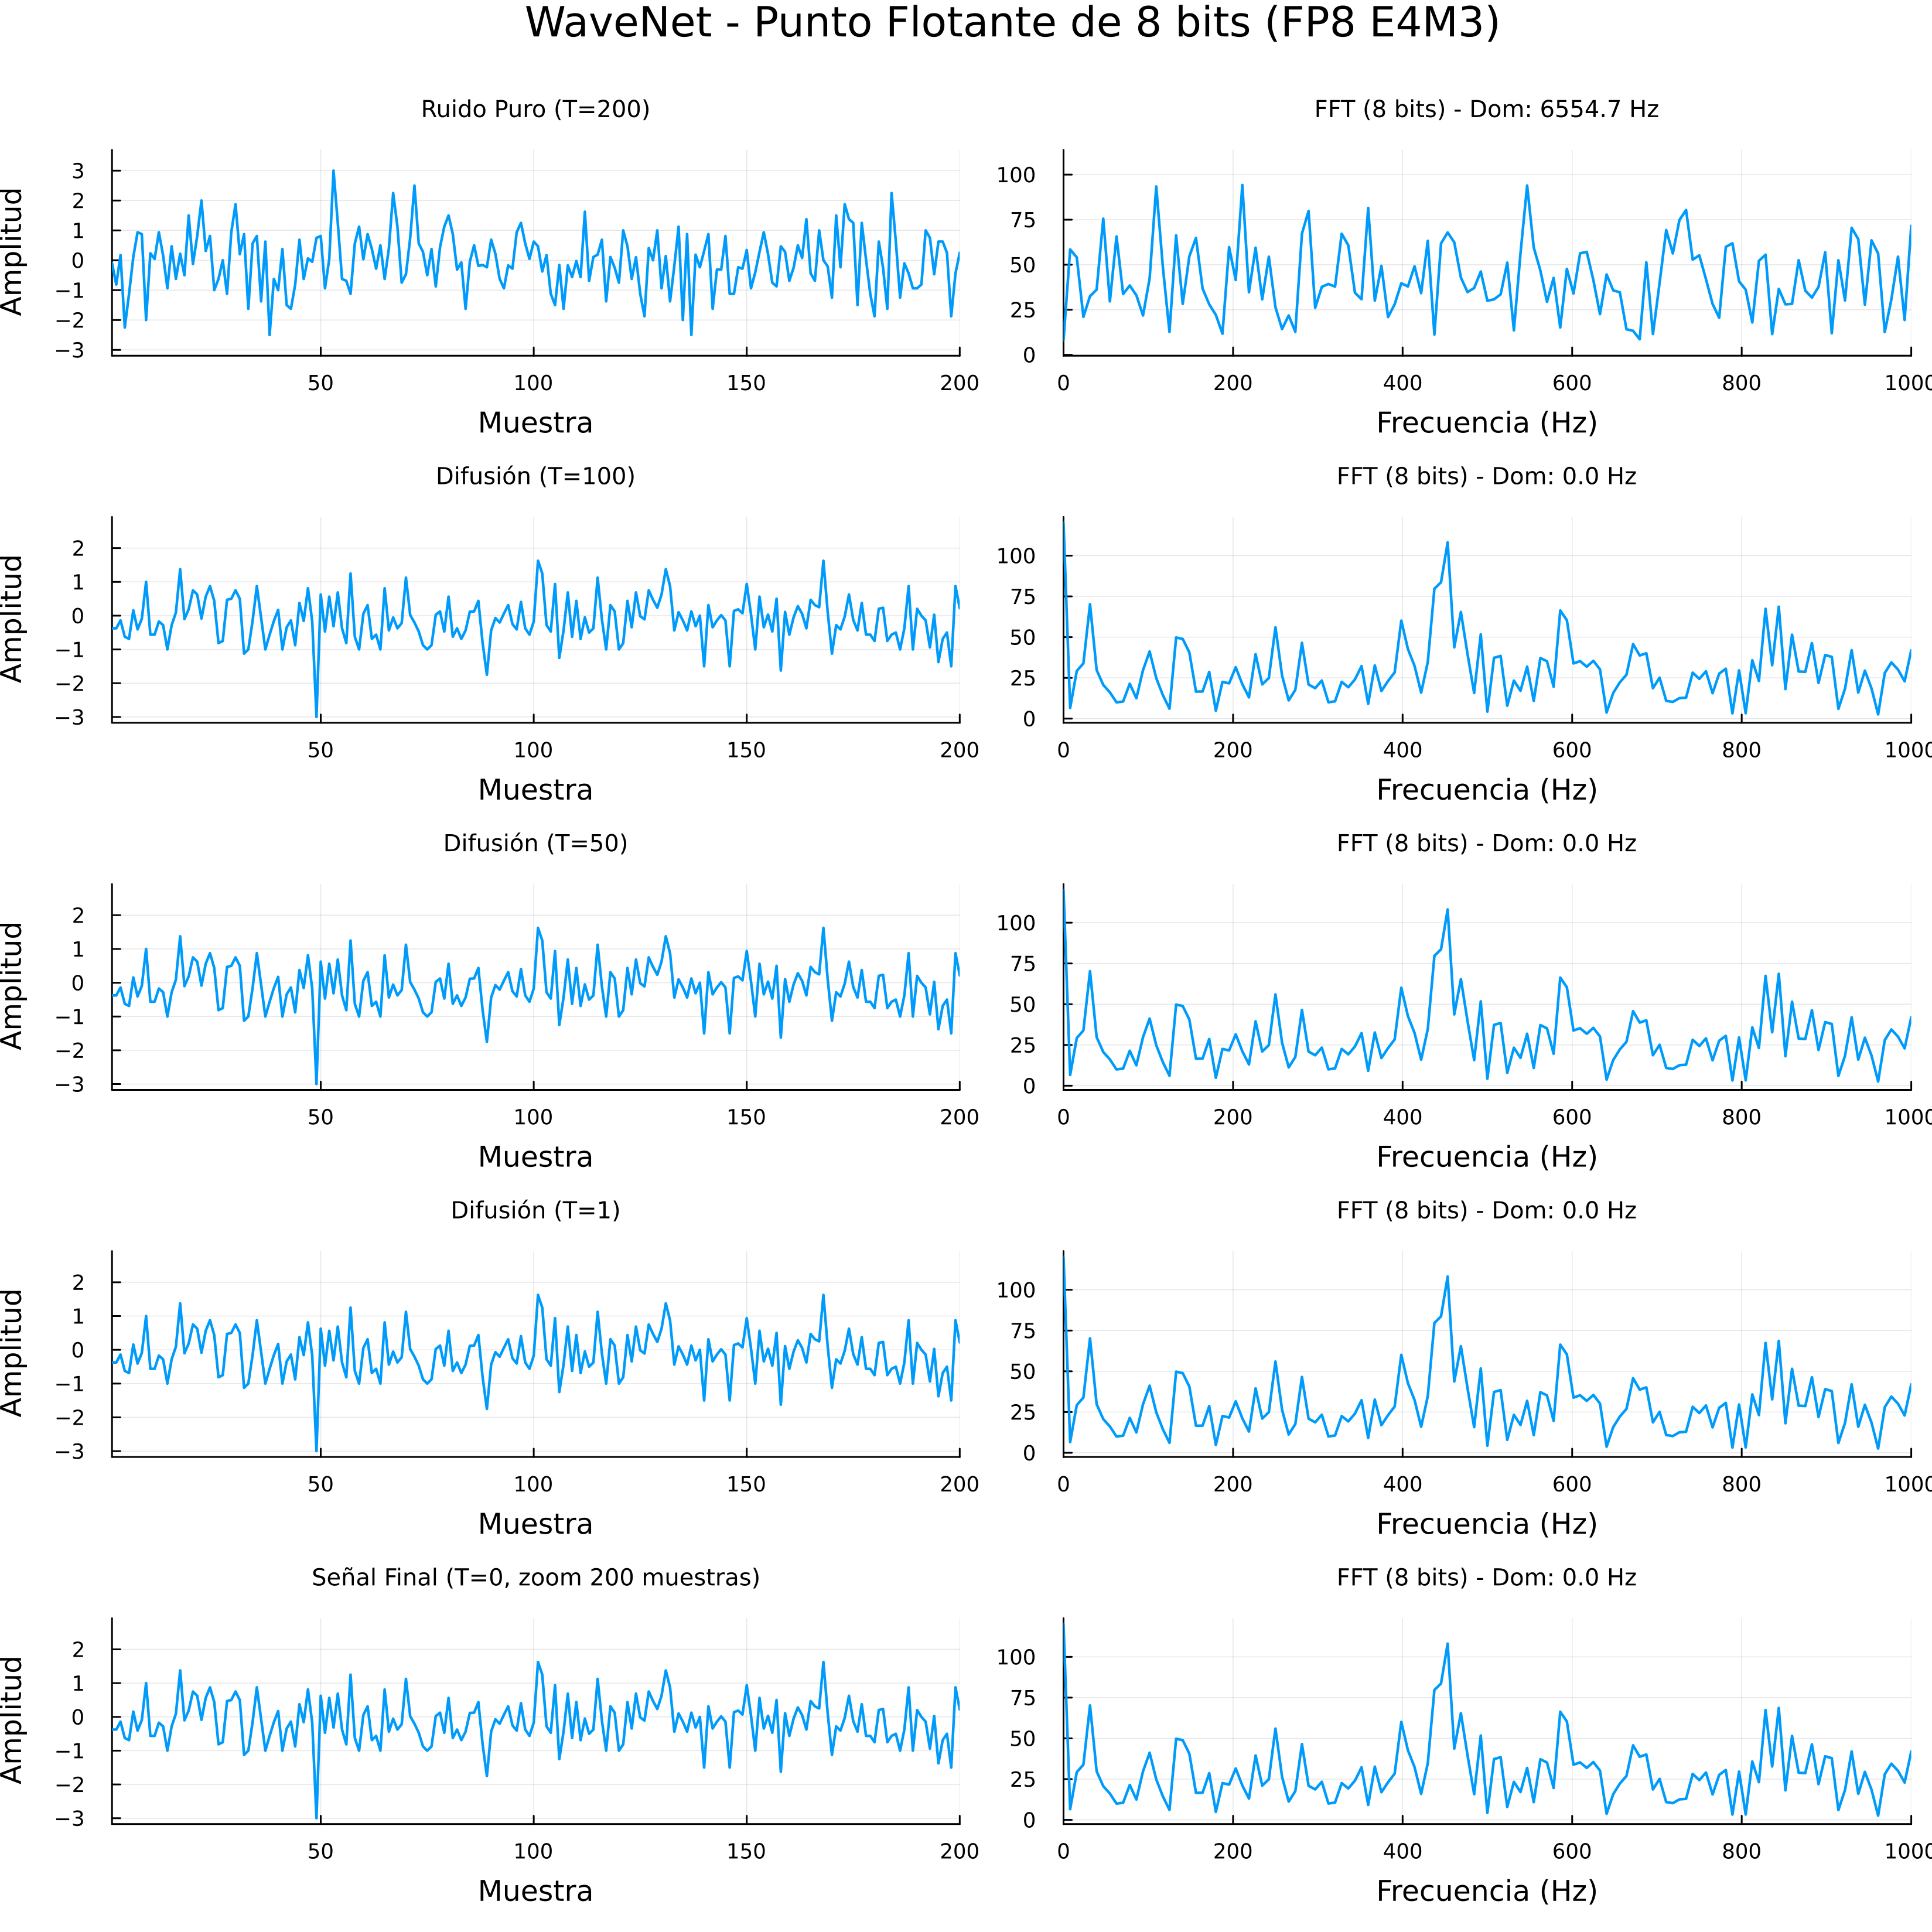 WaveNet - Punto Flotante de 8 bits (FP8 E4M3)
Ruido Puro (T=200)
Amplitud
3
2
1
0
−1
−2
−3
50 100 150 200
Muestra
FFT (8 bits) - Dom: 6554.7 Hz
100
75
50
25
0
0 200 400 600 800 1000
Frecuencia (Hz)
Difusión (T=100)
Amplitud
2
1
0
−1
−2
−3
50 100 150 200
Muestra
FFT (8 bits) - Dom: 0.0 Hz
100
75
50
25
0
0 200 400 600 800 1000
Frecuencia (Hz)
Difusión (T=50)
Amplitud
2
1
0
−1
−2
−3
50 100 150 200
Muestra
FFT (8 bits) - Dom: 0.0 Hz
100
75
50
25
0
0 200 400 600 800 1000
Frecuencia (Hz)
Difusión (T=1)
Amplitud
2
1
0
−1
−2
−3
50 100 150 200
Muestra
FFT (8 bits) - Dom: 0.0 Hz
100
75
50
25
0
0 200 400 600 800 1000
Frecuencia (Hz)
Señal Final (T=0, zoom 200 muestras)
Amplitud
2
1
0
−1
−2
−3
50 100 150 200
Muestra
FFT (8 bits) - Dom: 0.0 Hz
100
75
50
25
0
0 200 400 600 800 1000
Frecuencia (Hz)